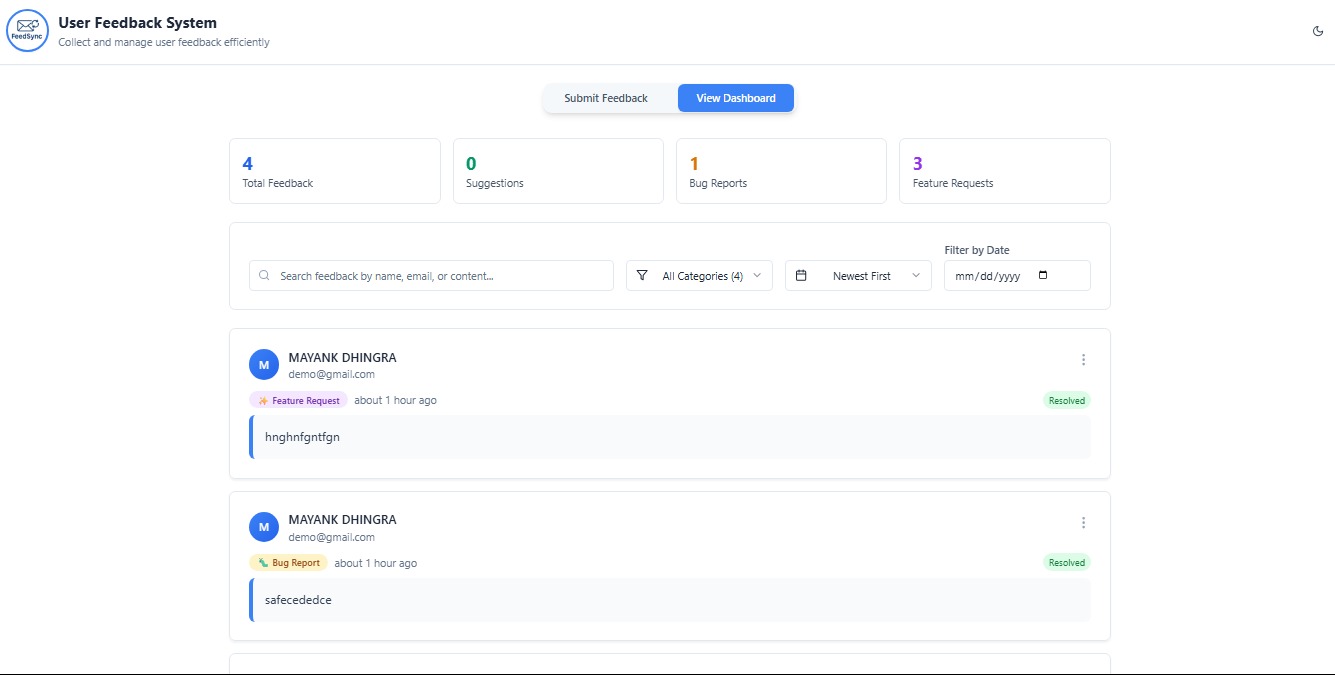 FeedSync
User Feedback System
Collect and manage user feedback efficiently
Submit Feedback
View Dashboard
4
Total Feedback
0
Suggestions
1
Bug Reports
3
Feature Requests
Filter by Date
Search feedback by name, email, or content...
All Categories (4)
Newest First
mm/dd/yyyy
M
MAYANK DHINGRA
demo@gmail.com
Feature Request
about 1 hour ago
Resolved
hnghnfgntfgn
M
MAYANK DHINGRA
demo@gmail.com
Bug Report
about 1 hour ago
Resolved
safecededce